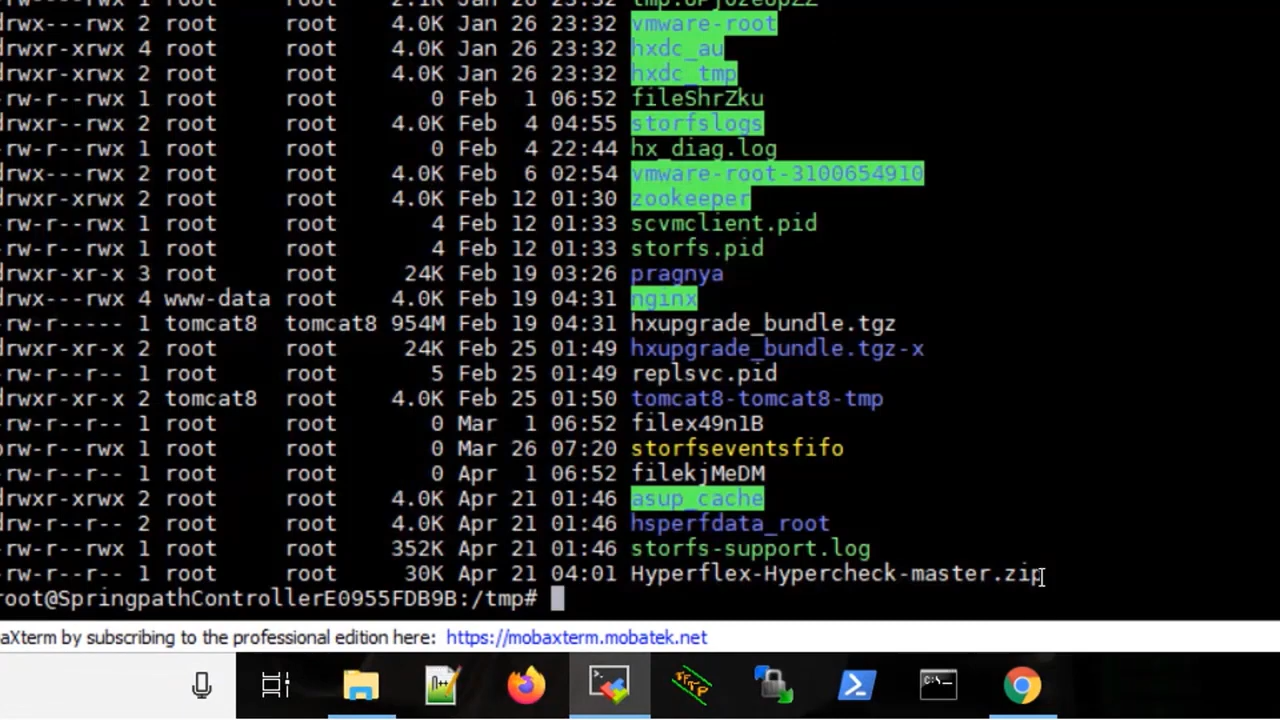 drwx---rwx 2 root root 4.0K Jan 26 23:32 vmware-root
drwxr-xrwx 4 root root 4.0K Jan 26 23:32 hxdc_au
drwxr-xrwx 2 root root 4.0K Jan 26 23:32 hxdc_tmp
-rw-r--rwx 1 root root 0 Feb 1 06:52 fileShrZku
drwxr--rwx 2 root root 4.0K Feb 4 04:55 storfslogs
-rw-r--rwx 1 root root 0 Feb 4 22:44 hx_diag.log
drwxr--rwx 2 root root 4.0K Feb 6 02:54 vmware-root-3100654910
drwxr-xrwx 2 root root 4.0K Feb 12 01:30 zookeeper
-rw-r--rwx 1 root root 4 Feb 12 01:33 scvmclient.pid
-rw-r--rwx 1 root root 4 Feb 12 01:33 storfs.pid
drwxr-xr-x 3 root root 24K Feb 19 03:26 pragnya
drwx---rwx 4 www-data root 4.0K Feb 19 04:31 nginx
-rw-r----- 1 tomcat8 tomcat8 954M Feb 19 04:31 hxupgrade_bundle.tgz
drwxr-xr-x 2 root root 24K Feb 25 01:49 hxupgrade_bundle.tgz-x
-rw-r--r-- 1 root root 5 Feb 25 01:49 replsvc.pid
drwxr-xr-x 2 tomcat8 root 4.0K Feb 25 01:50 tomcat8-tomcat8-tmp
-rw-r--r-- 1 root root 0 Mar 1 06:52 filex49n1B
prw-r--rwx 1 root root 0 Mar 26 07:20 storfseventsfifo
-rw-r--r-- 1 root root 0 Apr 1 06:52 filekjMeDM
drwxr-xrwx 2 root root 4.0K Apr 21 01:46 asup_cache
drw-r--r-- 2 root root 4.0K Apr 21 01:46 hsperfdata_root
-rw-r--rwx 1 root root 352K Apr 21 01:46 storfs-support.log
-rw-r--r-- 1 root root 30K Apr 21 04:01 Hyperflex-Hypercheck-master.zip
root@SpringpathControllerE0955FDB9B:/tmp#
aXterm by subscribing to the professional edition here: https://mobaxterm.mobatek.net